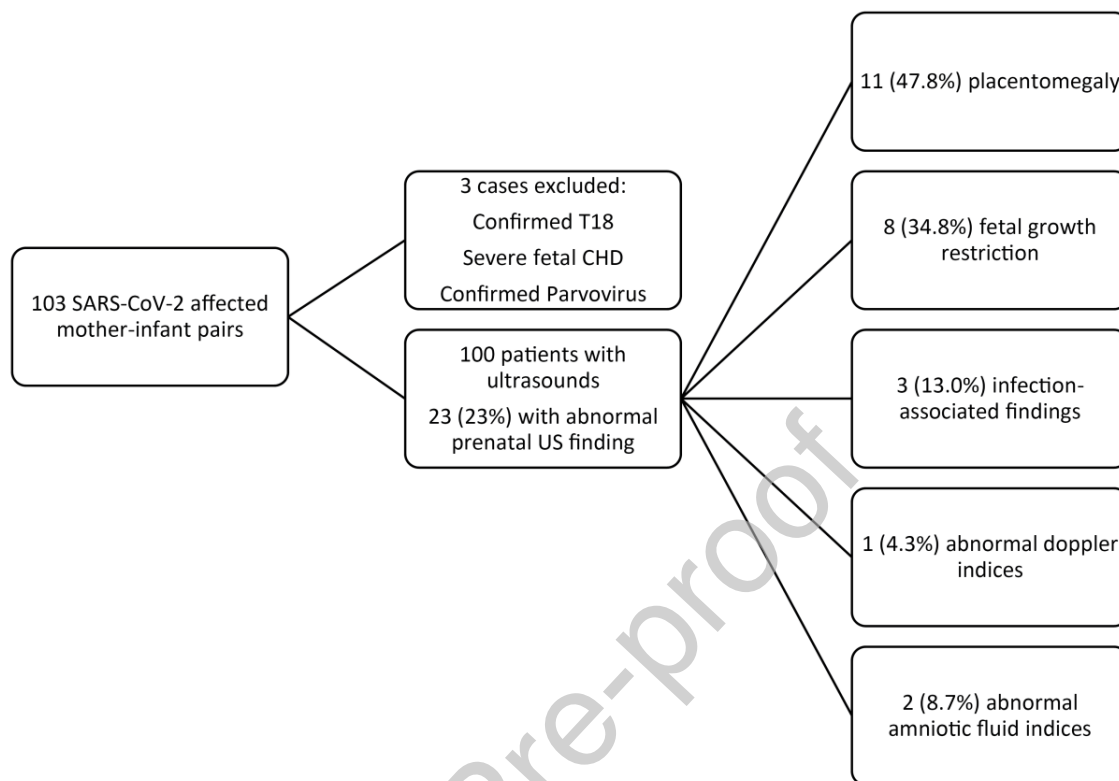 103 SARS-CoV-2 affected
mother-infant pairs
3 cases excluded:
Confirmed T18
Severe fetal CHD
Confirmed Parvovirus
100 patients with
ultrasounds
23 (23%) with abnormal
prenatal US finding
11 (47.8%) placentomegaly
8 (34.8%) fetal growth
restriction
3 (13.0%) infection-
associated findings
1 (4.3%) abnormal doppler
indices
2 (8.7%) abnormal
amniotic fluid indices
Pre-proof